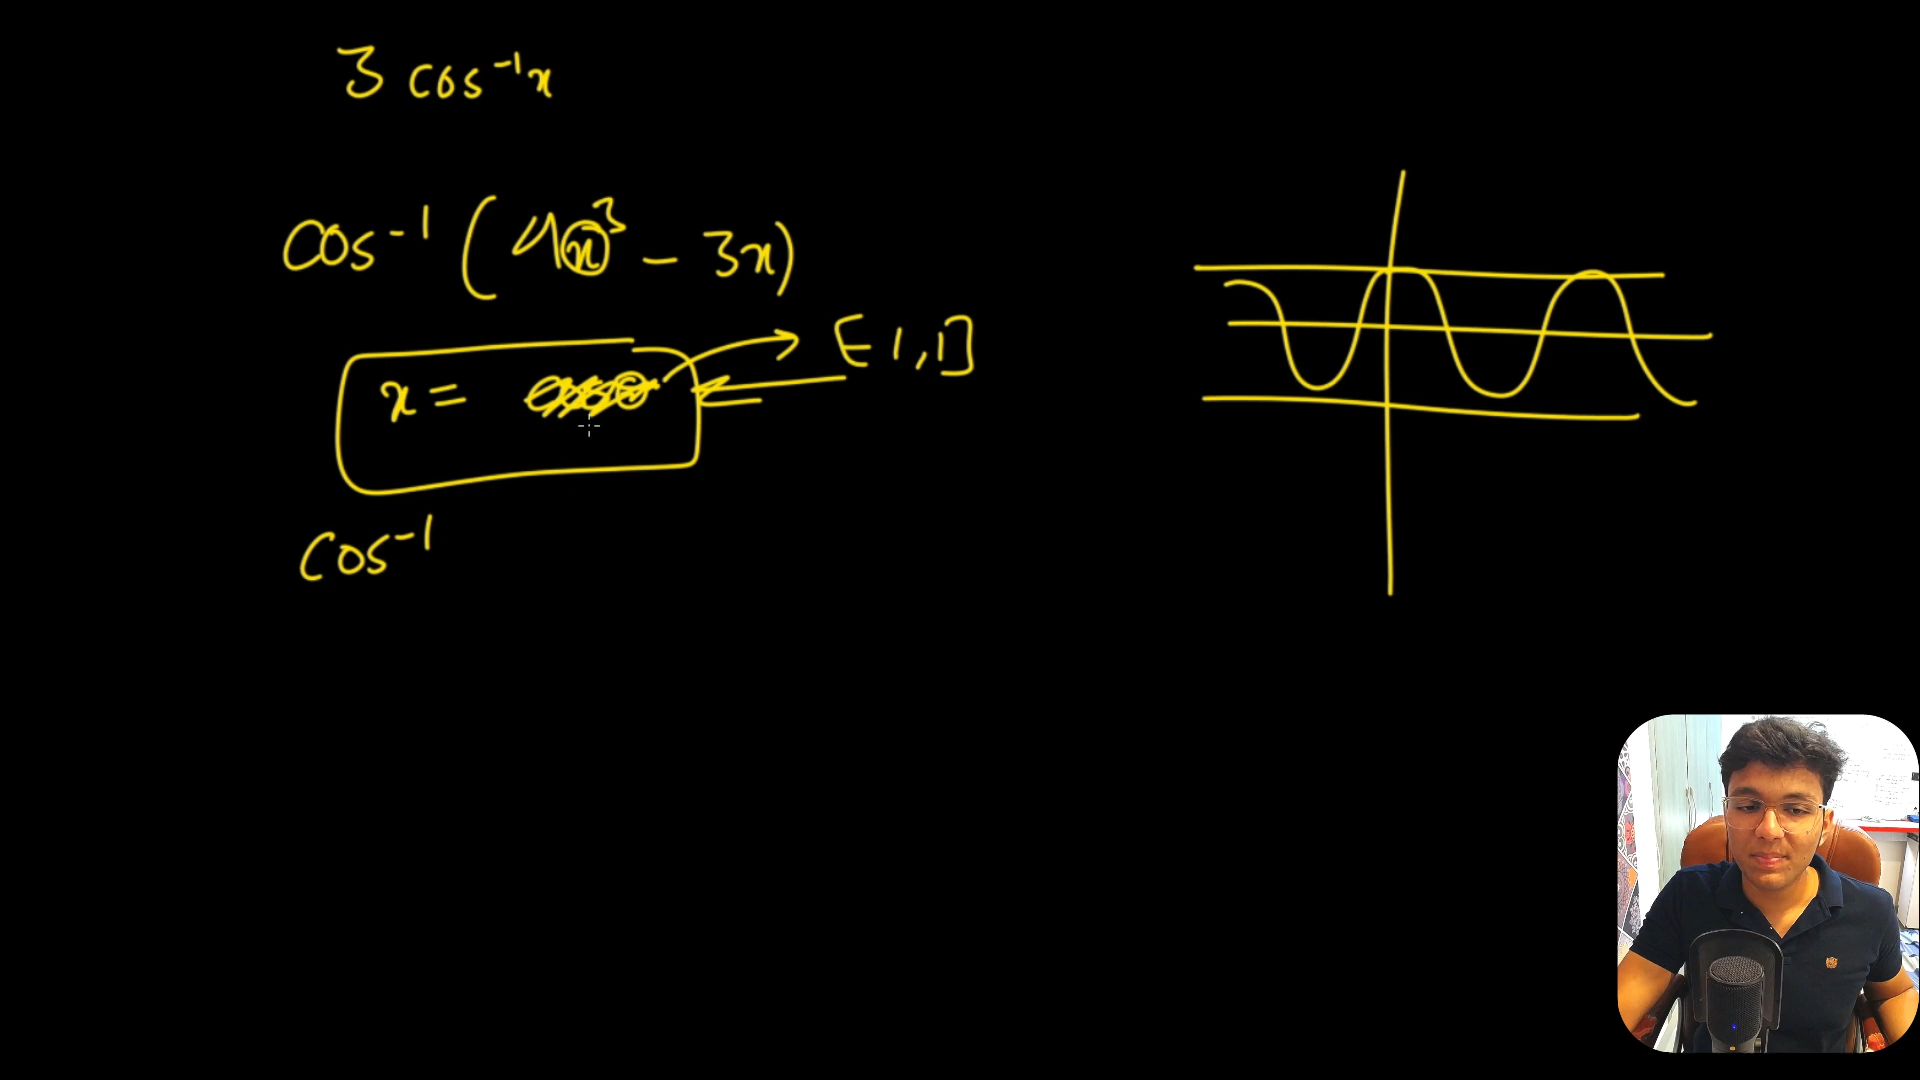 3 cos⁻¹x
cos⁻¹ (4x³ - 3x)
[-1,1]
x =
cos⁻¹